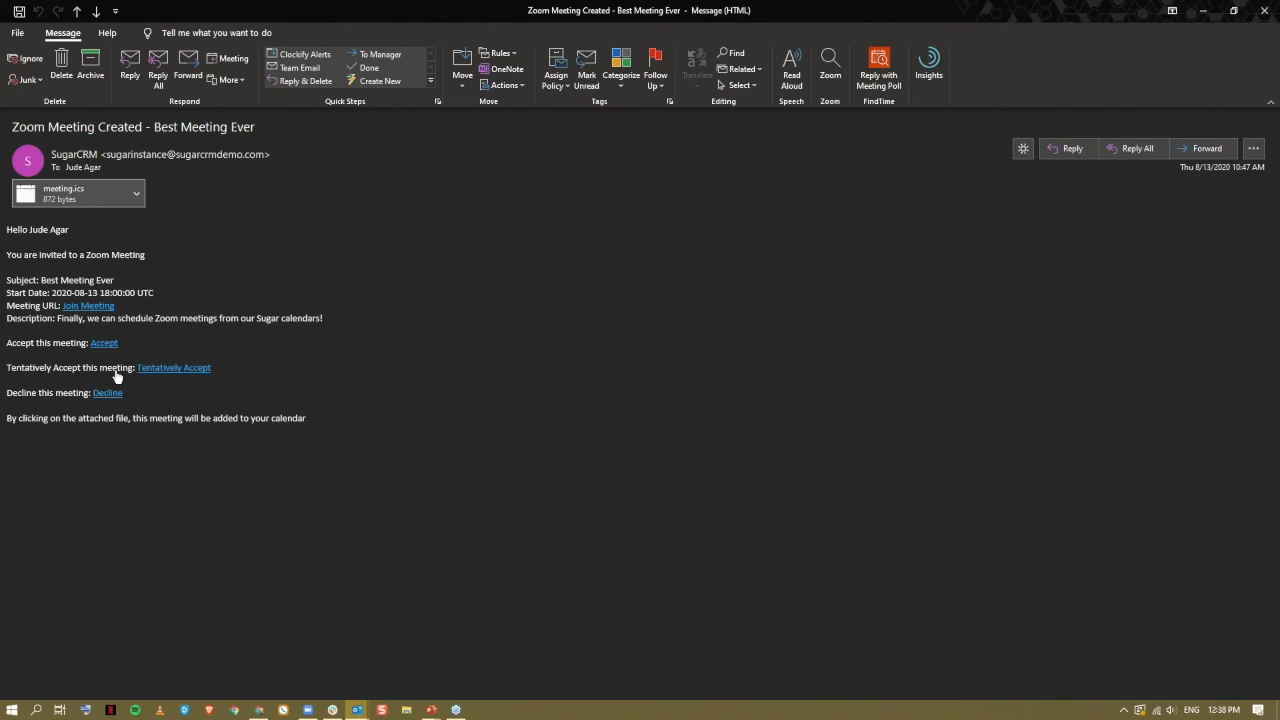 Zoom Meeting Created - Best Meeting Ever - Message (HTML)
File Message Help Tell me what you want to do
Ignore
Junk
Delete
Archive
Delete
Reply
Reply All
Forward
Meeting
More
Respond
Clockify Alerts To Manager
Team Email Done
Reply & Delete Create New
Quick Steps
Move
Rules
OneNote
Actions
Move
Assign Policy
Mark Unread
Categorize
Follow Up
Tags
Translate
Find
Related
Select
Editing
Read Aloud
Speech
Zoom
Zoom
Reply with Meeting Poll
FindTime
Insights
Zoom Meeting Created - Best Meeting Ever
S
SugarCRM <sugarinstance@sugarcrmdemo.com>
To Jude Agar
Reply Reply All Forward
Thu 8/13/2020 10:47 AM
meeting.ics
872 bytes
Hello Jude Agar
You are invited to a Zoom Meeting
Subject: Best Meeting Ever
Start Date: 2020-08-13 18:00:00 UTC
Meeting URL: Join Meeting
Description: Finally, we can schedule Zoom meetings from our Sugar calendars!
Accept this meeting: Accept
Tentatively Accept this meeting: Tentatively Accept
Decline this meeting: Decline
By clicking on the attached file, this meeting will be added to your calendar
ENG 12:38 PM